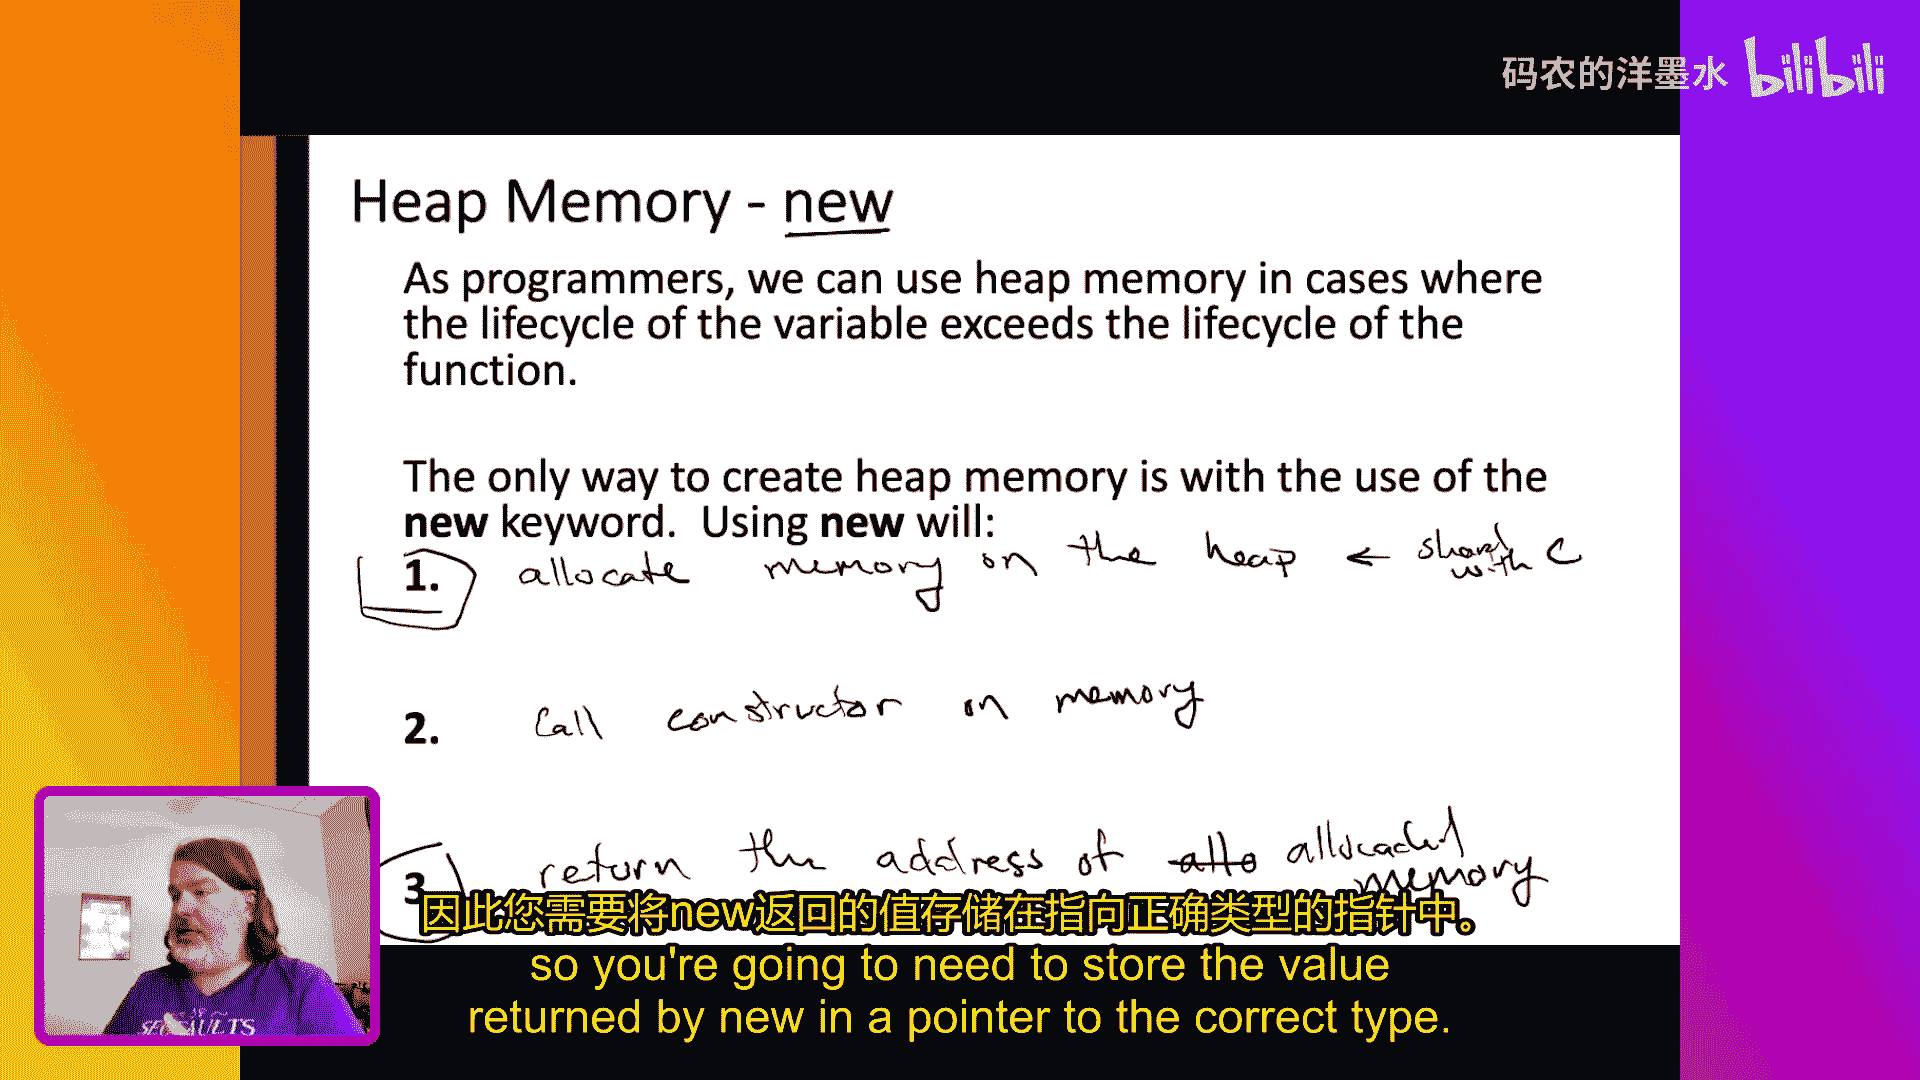 码农的洋墨水 bilibili
Heap Memory - new
As programmers, we can use heap memory in cases where
the lifecycle of the variable exceeds the lifecycle of the
function.
The only way to create heap memory is with the use of the
new keyword. Using new will:
1. allocate memory on the heap ← shared with C
2. Call constructor on memory
3 return the address of allo allocated memory
因此您需要将new返回的值存储在指向正确类型的指针中。
so you're going to need to store the value
returned by new in a pointer to the correct type.